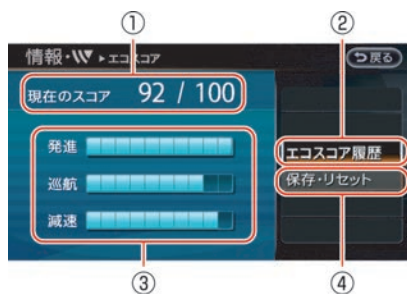 ① ②
情報・W ▸ エコスコア
戻る
現在のスコア 92 / 100
発進
エコスコア履歴
巡航
保存・リセット
減速
③ ④